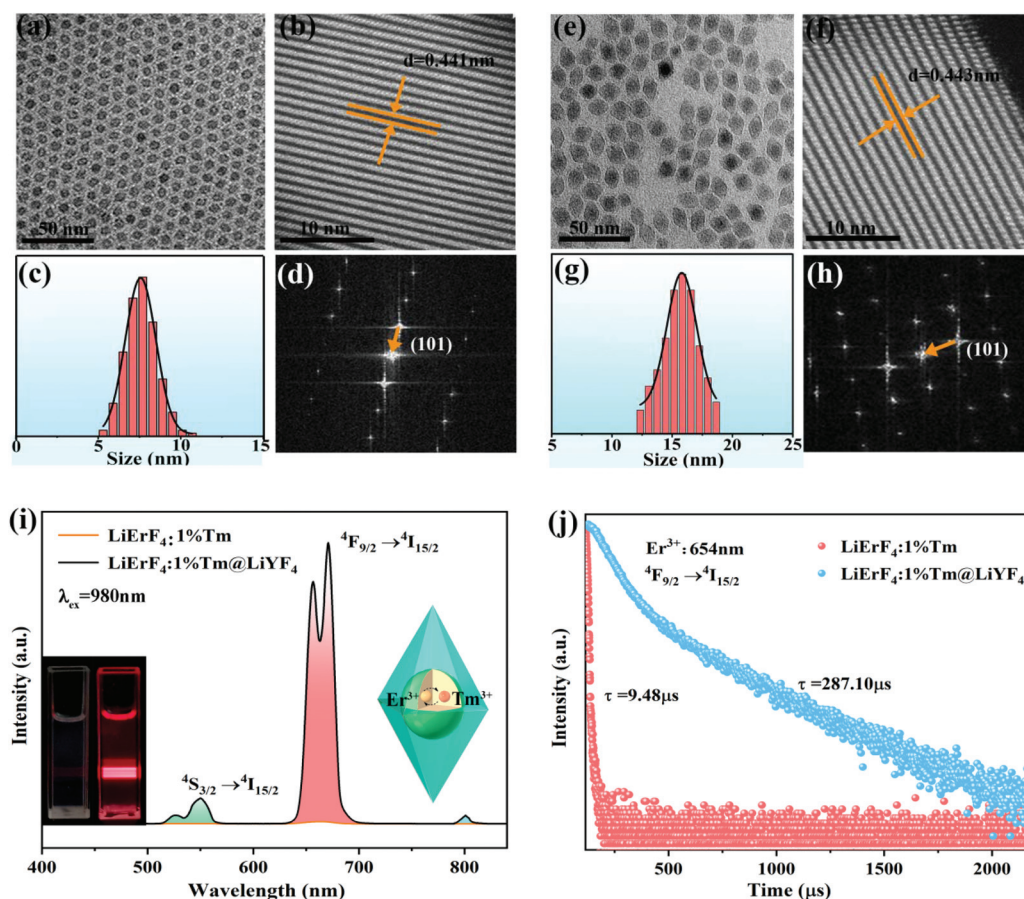 (a)
50 nm
(b)
d=0.441nm
10 nm
(e)
50 nm
(f)
d=0.443nm
10 nm
(c)
0 5 10 15
Size (nm)
(d)
(101)
(g)
5 10 15 20 25
Size (nm)
(h)
(101)
(i)
LiErF₄:1%Tm
LiErF₄:1%Tm@LiYF₄
λex=980nm
⁴F9/2→⁴I15/2
Er³⁺ Tm³⁺
⁴S3/2→⁴I15/2
Intensity (a.u.)
400 500 600 700 800
Wavelength (nm)
(j)
Er³⁺: 654nm
⁴F9/2→⁴I15/2
LiErF₄:1%Tm
LiErF₄:1%Tm@LiYF₄
τ =9.48μs
τ =287.10μs
Intensity (a.u.)
500 1000 1500 2000
Time (μs)